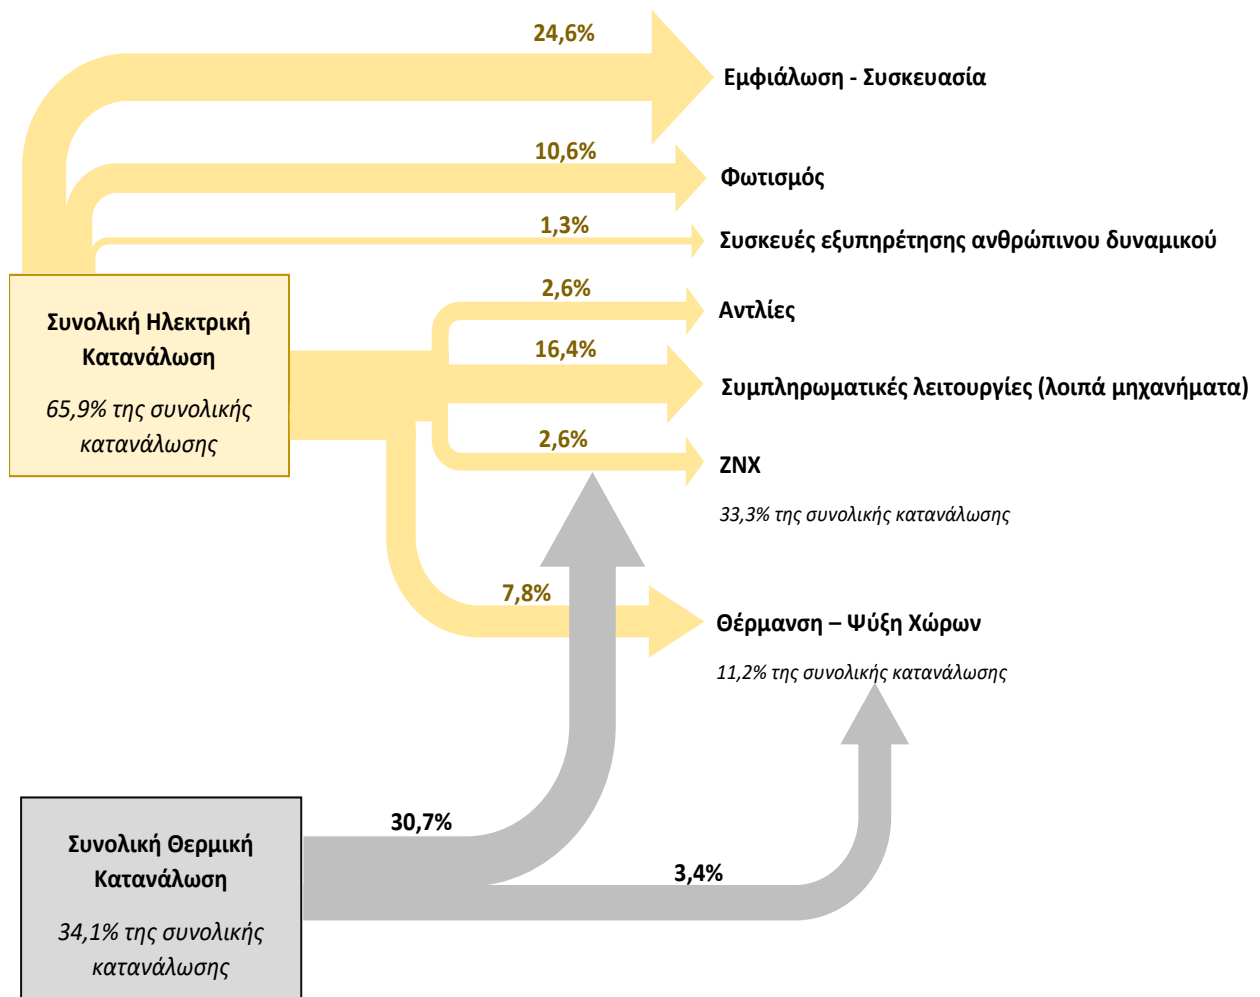 24,6%
Εμφιάλωση - Συσκευασία
10,6%
Φωτισμός
1,3%
Συσκευές εξυπηρέτησης ανθρώπινου δυναμικού
2,6%
Αντλίες
Συνολική Ηλεκτρική
Κατανάλωση
65,9% της συνολικής
κατανάλωσης
16,4%
Συμπληρωματικές λειτουργίες (λοιπά μηχανήματα)
2,6%
ΖΝΧ
33,3% της συνολικής κατανάλωσης
7,8%
Θέρμανση – Ψύξη Χώρων
11,2% της συνολικής κατανάλωσης
30,7%
Συνολική Θερμική
Κατανάλωση
34,1% της συνολικής
κατανάλωσης
3,4%